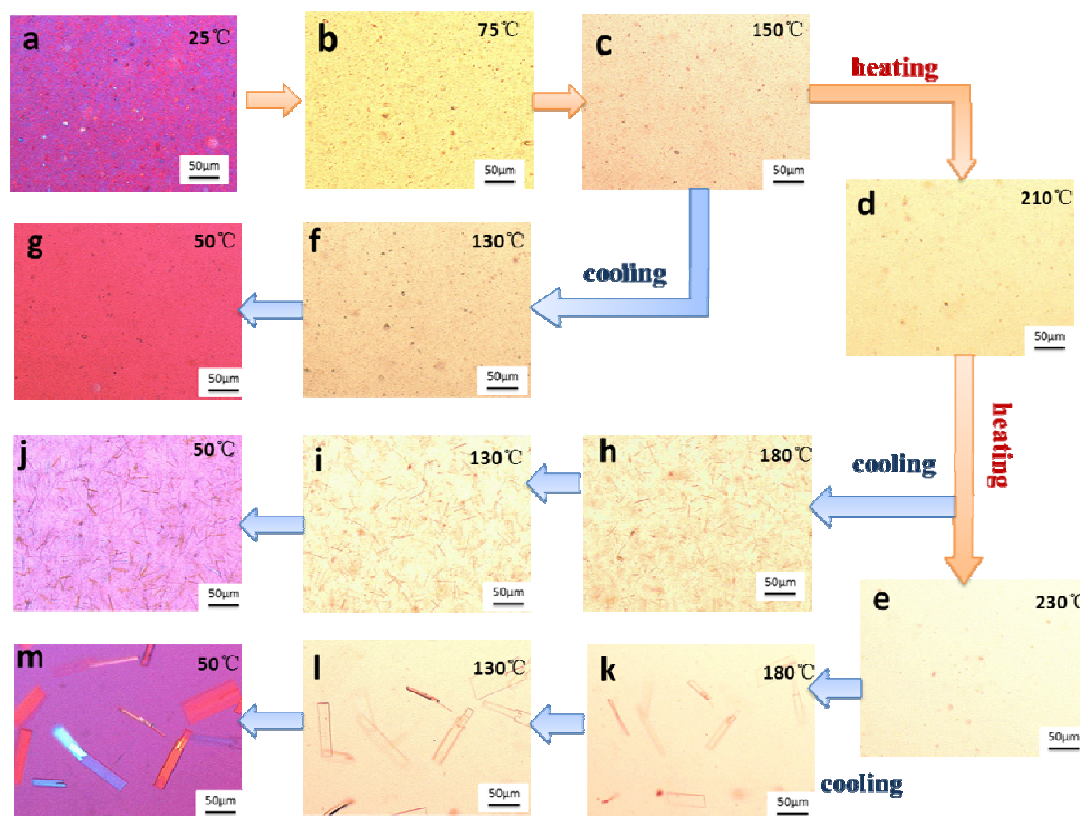 a 25℃ 50μm
b 75℃ 50μm
c 150℃ 50μm
heating
d 210℃ 50μm
g 50℃ 50μm
f 130℃ 50μm
cooling
heating
j 50℃ 50μm
i 130℃ 50μm
h 180℃ 50μm
cooling
e 230℃ 50μm
m 50℃ 50μm
l 130℃ 50μm
k 180℃ 50μm
cooling